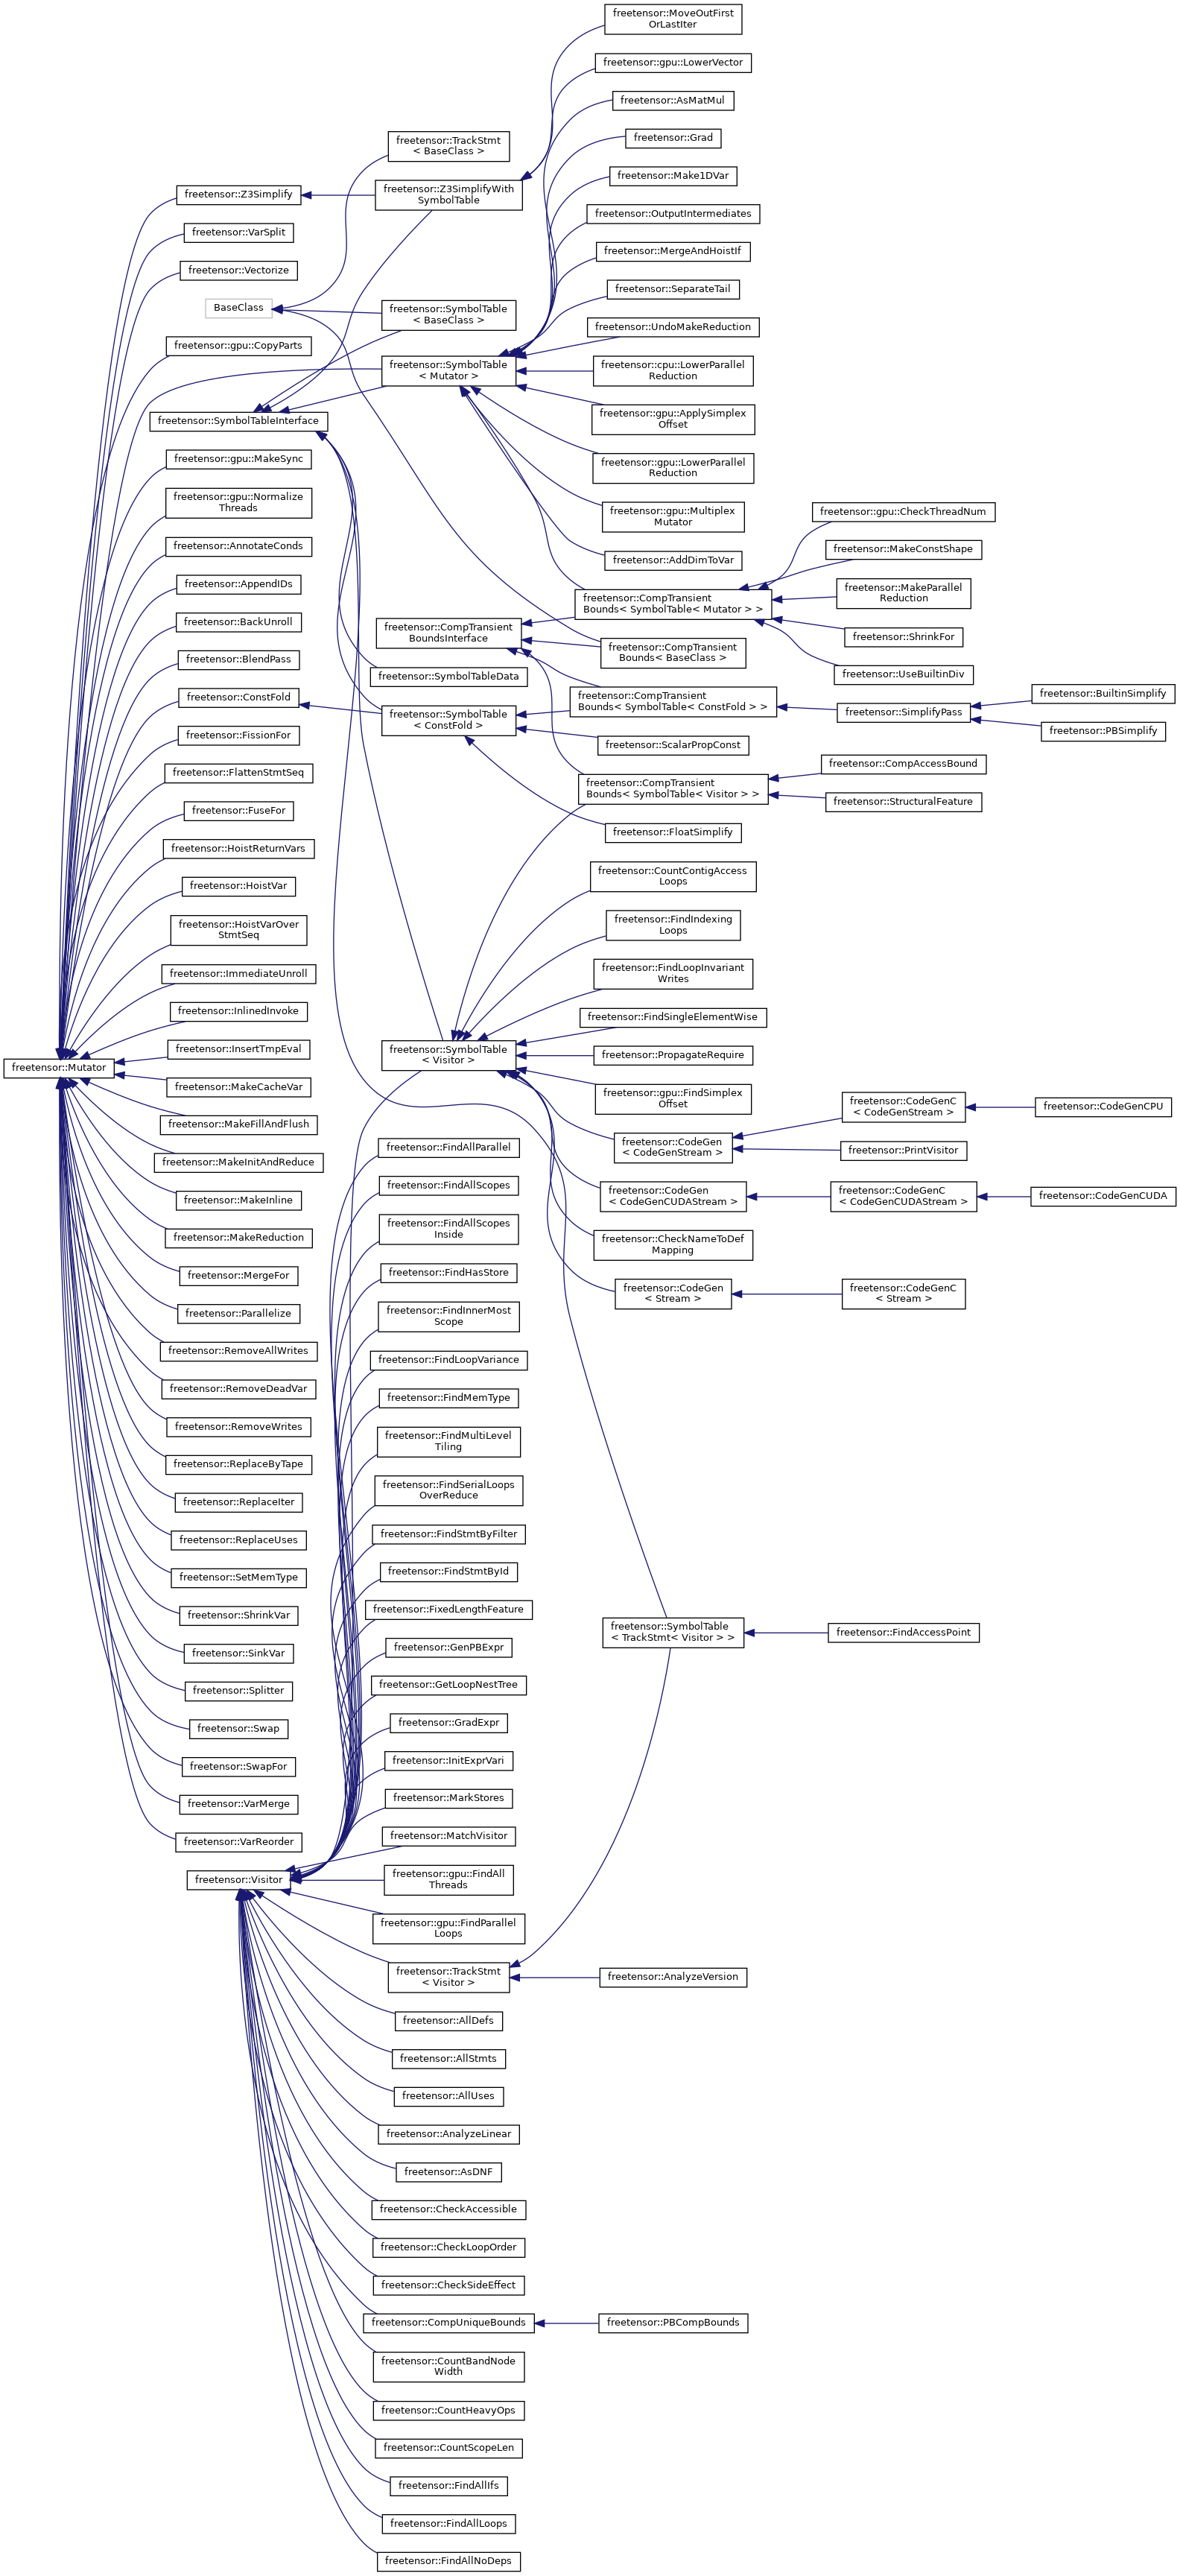 freetensor::MoveOutFirst
OrLastIter
freetensor::gpu::LowerVector
freetensor::AsMatMul
freetensor::Grad
freetensor::TrackStmt
< BaseClass >
freetensor::Make1DVar
freetensor::Z3Simplify
freetensor::Z3SimplifyWith
SymbolTable
freetensor::OutputIntermediates
freetensor::VarSplit
freetensor::MergeAndHoistIf
freetensor::Vectorize
freetensor::SeparateTail
BaseClass
freetensor::SymbolTable
< BaseClass >
freetensor::UndoMakeReduction
freetensor::gpu::CopyParts
freetensor::SymbolTable
< Mutator >
freetensor::cpu::LowerParallel
Reduction
freetensor::SymbolTableInterface
freetensor::gpu::ApplySimplex
Offset
freetensor::gpu::MakeSync
freetensor::gpu::LowerParallel
Reduction
freetensor::gpu::Normalize
Threads
freetensor::gpu::Multiplex
Mutator
freetensor::gpu::CheckThreadNum
freetensor::AnnotateConds
freetensor::AddDimToVar
freetensor::MakeConstShape
freetensor::AppendIDs
freetensor::CompTransient
Bounds< SymbolTable< Mutator > >
freetensor::MakeParallel
Reduction
freetensor::BackUnroll
freetensor::CompTransient
BoundsInterface
freetensor::ShrinkFor
freetensor::BlendPass
freetensor::CompTransient
Bounds< BaseClass >
freetensor::UseBuiltinDiv
freetensor::SymbolTableData
freetensor::ConstFold
freetensor::SymbolTable
< ConstFold >
freetensor::CompTransient
Bounds< SymbolTable< ConstFold > >
freetensor::SimplifyPass
freetensor::BuiltinSimplify
freetensor::PBSimplify
freetensor::FissionFor
freetensor::ScalarPropConst
freetensor::FlattenStmtSeq
freetensor::CompTransient
Bounds< SymbolTable< Visitor > >
freetensor::CompAccessBound
freetensor::StructuralFeature
freetensor::FuseFor
freetensor::FloatSimplify
freetensor::HoistReturnVars
freetensor::CountContigAccess
Loops
freetensor::HoistVar
freetensor::HoistVarOver
StmtSeq
freetensor::FindIndexing
Loops
freetensor::ImmediateUnroll
freetensor::FindLoopInvariant
Writes
freetensor::InlinedInvoke
freetensor::FindSingleElementWise
freetensor::Mutator
freetensor::InsertTmpEval
freetensor::SymbolTable
< Visitor >
freetensor::PropagateRequire
freetensor::MakeCacheVar
freetensor::gpu::FindSimplex
Offset
freetensor::MakeFillAndFlush
freetensor::CodeGenC
< CodeGenStream >
freetensor::CodeGenCPU
freetensor::MakeInitAndReduce
freetensor::FindAllParallel
freetensor::CodeGen
< CodeGenStream >
freetensor::PrintVisitor
freetensor::MakeInline
freetensor::FindAllScopes
freetensor::CodeGen
< CodeGenCUDAStream >
freetensor::CodeGenC
< CodeGenCUDAStream >
freetensor::CodeGenCUDA
freetensor::MakeReduction
freetensor::FindAllScopes
Inside
freetensor::CheckNameToDef
Mapping
freetensor::MergeFor
freetensor::FindHasStore
freetensor::CodeGen
< Stream >
freetensor::CodeGenC
< Stream >
freetensor::Parallelize
freetensor::FindInnerMost
Scope
freetensor::RemoveAllWrites
freetensor::FindLoopVariance
freetensor::RemoveDeadVar
freetensor::FindMemType
freetensor::RemoveWrites
freetensor::FindMultiLevel
Tiling
freetensor::ReplaceByTape
freetensor::FindSerialLoops
OverReduce
freetensor::ReplaceIter
freetensor::FindStmtByFilter
freetensor::ReplaceUses
freetensor::FindStmtById
freetensor::SetMemType
freetensor::FixedLengthFeature
freetensor::ShrinkVar
freetensor::SymbolTable
< TrackStmt< Visitor > >
freetensor::FindAccessPoint
freetensor::SinkVar
freetensor::GenPBExpr
freetensor::Splitter
freetensor::GetLoopNestTree
freetensor::Swap
freetensor::GradExpr
freetensor::SwapFor
freetensor::InitExprVari
freetensor::VarMerge
freetensor::MarkStores
freetensor::VarReorder
freetensor::MatchVisitor
freetensor::Visitor
freetensor::gpu::FindAll
Threads
freetensor::gpu::FindParallel
Loops
freetensor::TrackStmt
< Visitor >
freetensor::AnalyzeVersion
freetensor::AllDefs
freetensor::AllStmts
freetensor::AllUses
freetensor::AnalyzeLinear
freetensor::AsDNF
freetensor::CheckAccessible
freetensor::CheckLoopOrder
freetensor::CheckSideEffect
freetensor::CompUniqueBounds
freetensor::PBCompBounds
freetensor::CountBandNode
Width
freetensor::CountHeavyOps
freetensor::CountScopeLen
freetensor::FindAllIfs
freetensor::FindAllLoops
freetensor::FindAllNoDeps